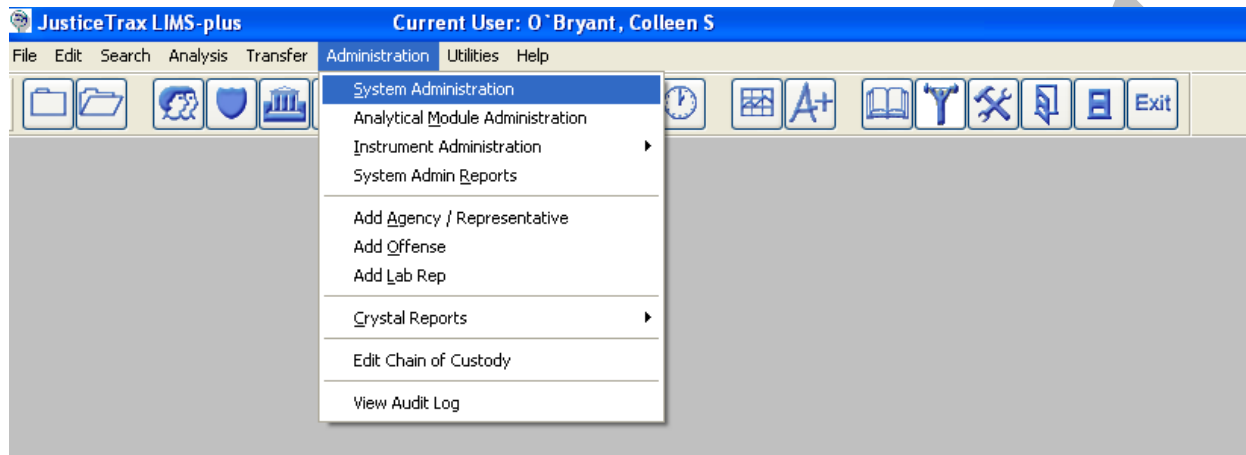 JusticeTrax LIMS-plus Current User: O`Bryant, Colleen S
File Edit Search Analysis Transfer Administration Utilities Help
System Administration
A+
Exit
Analytical Module Administration
Instrument Administration
System Admin Reports
Add Agency / Representative
Add Offense
Add Lab Rep
Crystal Reports
Edit Chain of Custody
View Audit Log